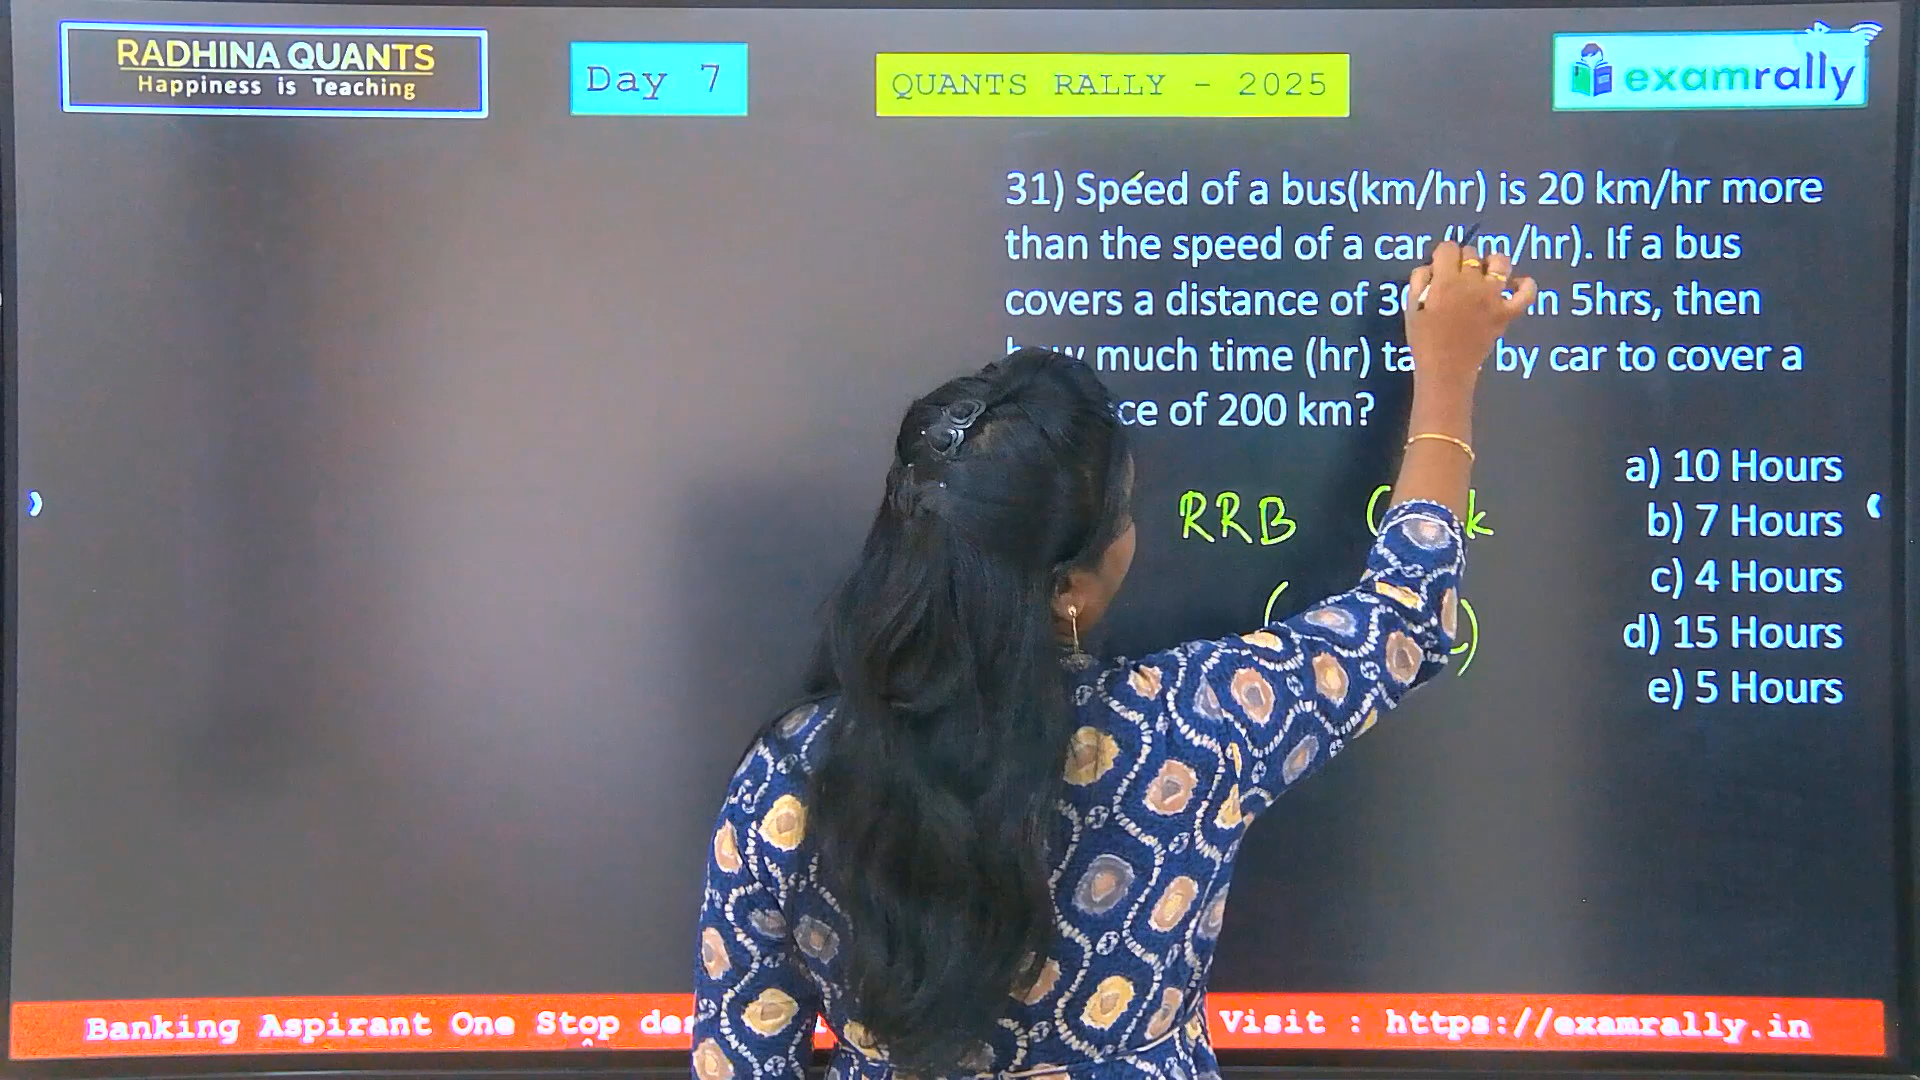 RADHINA QUANTS
Happiness is Teaching
Day 7
QUANTS RALLY - 2025
examrally
31) Speed of a bus(km/hr) is 20 km/hr more
than the speed of a car (km/hr). If a bus
covers a distance of in 5hrs, then
much time (hr) by car to cover a
of 200 km?
a) 10 Hours
b) 7 Hours
c) 4 Hours
d) 15 Hours
e) 5 Hours
RRB
Banking Aspirant One Stop
Visit : https://examrally.in